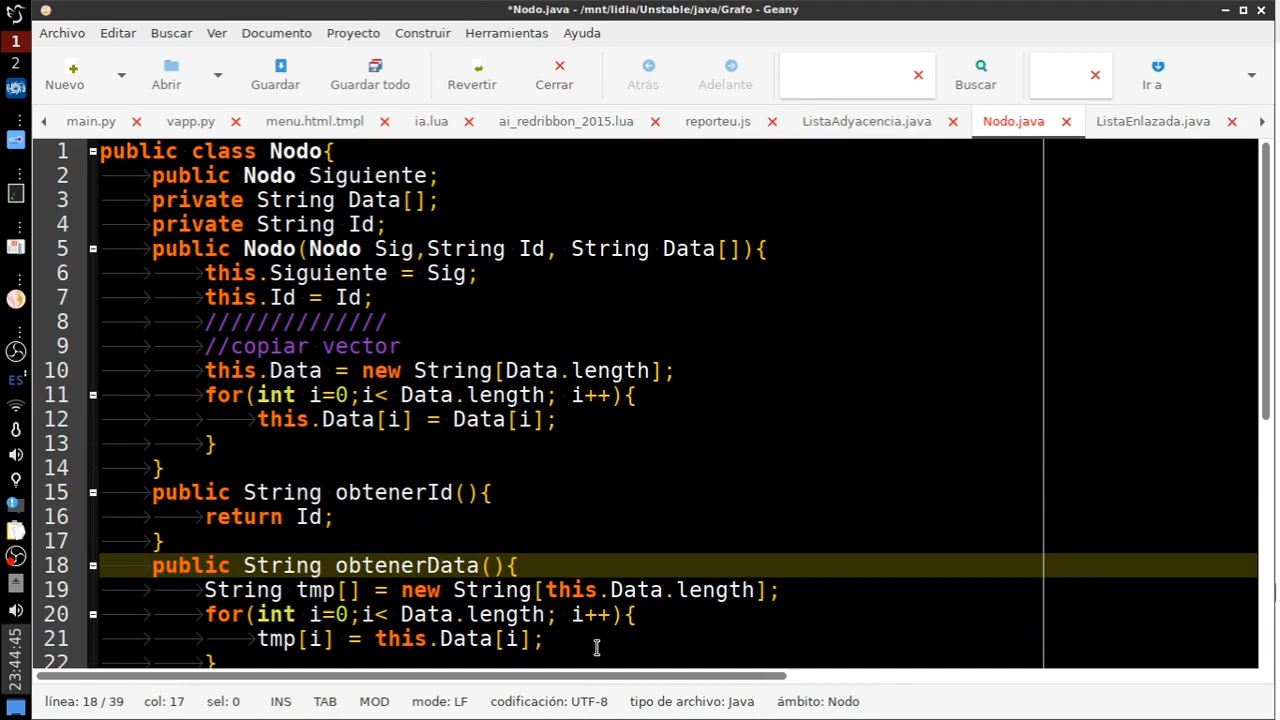 *Nodo.java - /mnt/lidia/Unstable/java/Grafo - Geany
1
2
ES
23:44:45
Archivo Editar Buscar Ver Documento Proyecto Construir Herramientas Ayuda
Nuevo Abrir Guardar Guardar todo Revertir Cerrar Atrás Adelante Buscar Ir a
main.py vapp.py menu.html.tmpl ia.lua ai_redribbon_2015.lua reporteu.js ListaAdyacencia.java Nodo.java ListaEnlazada.java
1 public class Nodo{
2 public Nodo Siguiente;
3 private String Data[];
4 private String Id;
5 public Nodo(Nodo Sig,String Id, String Data[]){
6 this.Siguiente = Sig;
7 this.Id = Id;
8 //////////////
9 //copiar vector
10 this.Data = new String[Data.length];
11 for(int i=0;i< Data.length; i++){
12 this.Data[i] = Data[i];
13 }
14 }
15 public String obtenerId(){
16 return Id;
17 }
18 public String obtenerData(){
19 String tmp[] = new String[this.Data.length];
20 for(int i=0;i< Data.length; i++){
21 tmp[i] = this.Data[i];
22 }
línea: 18 / 39 col: 17 sel: 0 INS TAB MOD mode: LF codificación: UTF-8 tipo de archivo: Java ámbito: Nodo